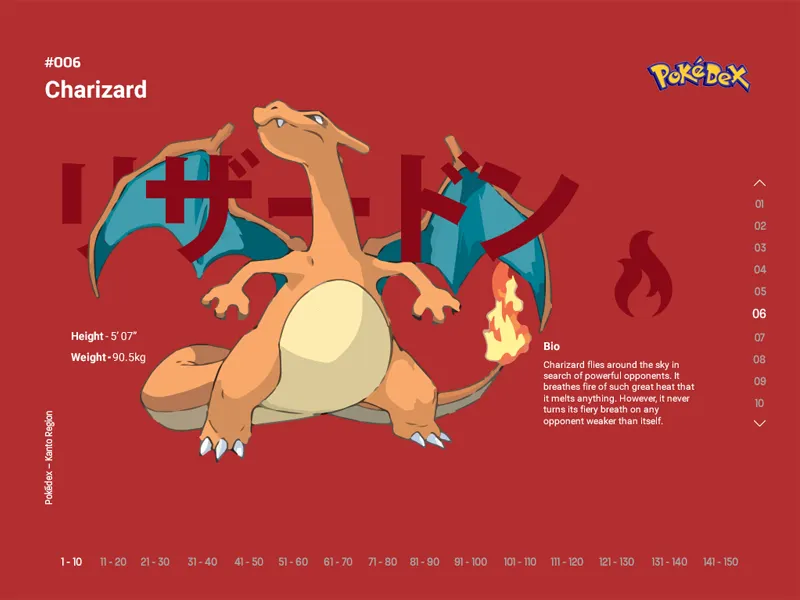 #006
Charizard
PokéDeX
リザードン
01
02
03
04
05
06
07
08
09
10
Height - 5’ 07”
Weight - 90.5kg
Bio
Charizard flies around the sky in
search of powerful opponents. It
breathes fire of such great heat that
it melts anything. However, it never
turns its fiery breath on any
opponent weaker than itself.
Pokédex – Kanto Region
1 - 10 11 - 20 21 - 30 31 - 40 41 - 50 51 - 60 61 - 70 71 - 80 81 - 90 91 - 100 101 - 110 111 - 120 121 - 130 131 - 140 141 - 150